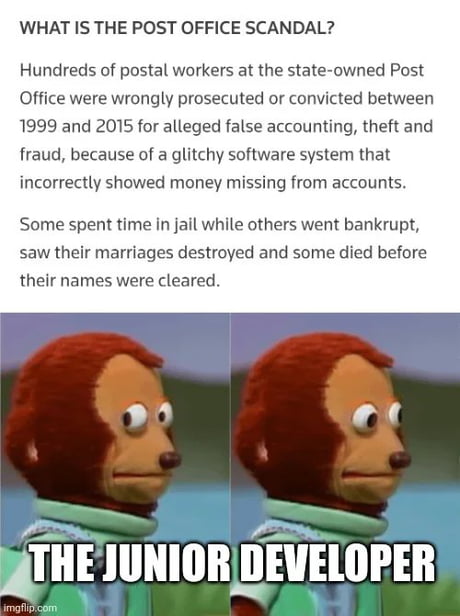 WHAT IS THE POST OFFICE SCANDAL?
Hundreds of postal workers at the state-owned Post
Office were wrongly prosecuted or convicted between
1999 and 2015 for alleged false accounting, theft and
fraud, because of a glitchy software system that
incorrectly showed money missing from accounts.
Some spent time in jail while others went bankrupt,
saw their marriages destroyed and some died before
their names were cleared.
THE JUNIOR DEVELOPER
imgflip.com